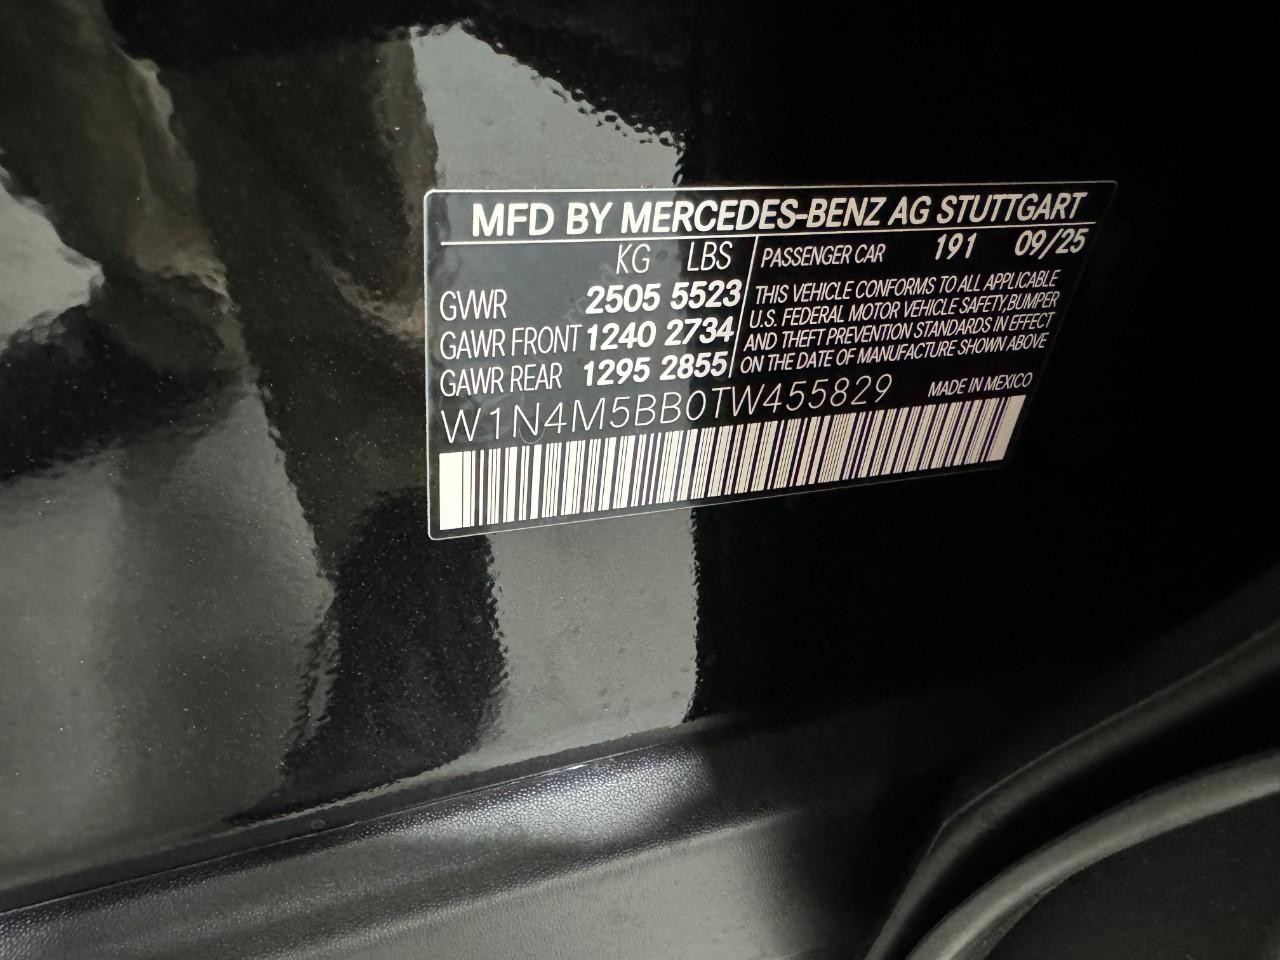 MFD BY MERCEDES-BENZ AG STUTTGART
KG LBS
GVWR 2505 5523
GAWR FRONT 1240 2734
GAWR REAR 1295 2855
PASSENGER CAR 191 09/25
THIS VEHICLE CONFORMS TO ALL APPLICABLE
U.S. FEDERAL MOTOR VEHICLE SAFETY,BUMPER
AND THEFT PREVENTION STANDARDS IN EFFECT
ON THE DATE OF MANUFACTURE SHOWN ABOVE
W1N4M5BB0TW455829
MADE IN MEXICO